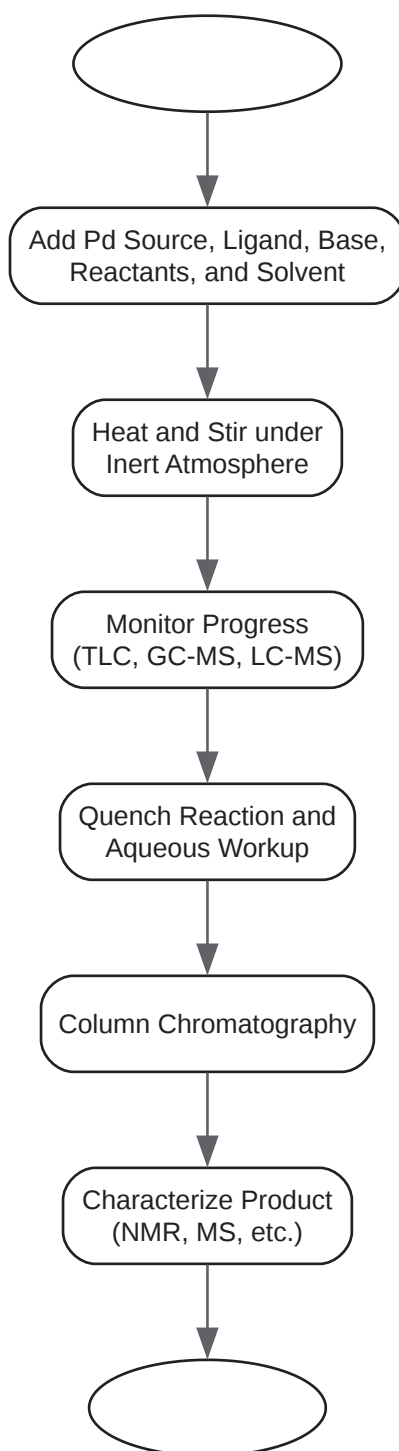 Add Pd Source, Ligand, Base,
Reactants, and Solvent
Heat and Stir under
Inert Atmosphere
Monitor Progress
(TLC, GC-MS, LC-MS)
Quench Reaction and
Aqueous Workup
Column Chromatography
Characterize Product
(NMR, MS, etc.)